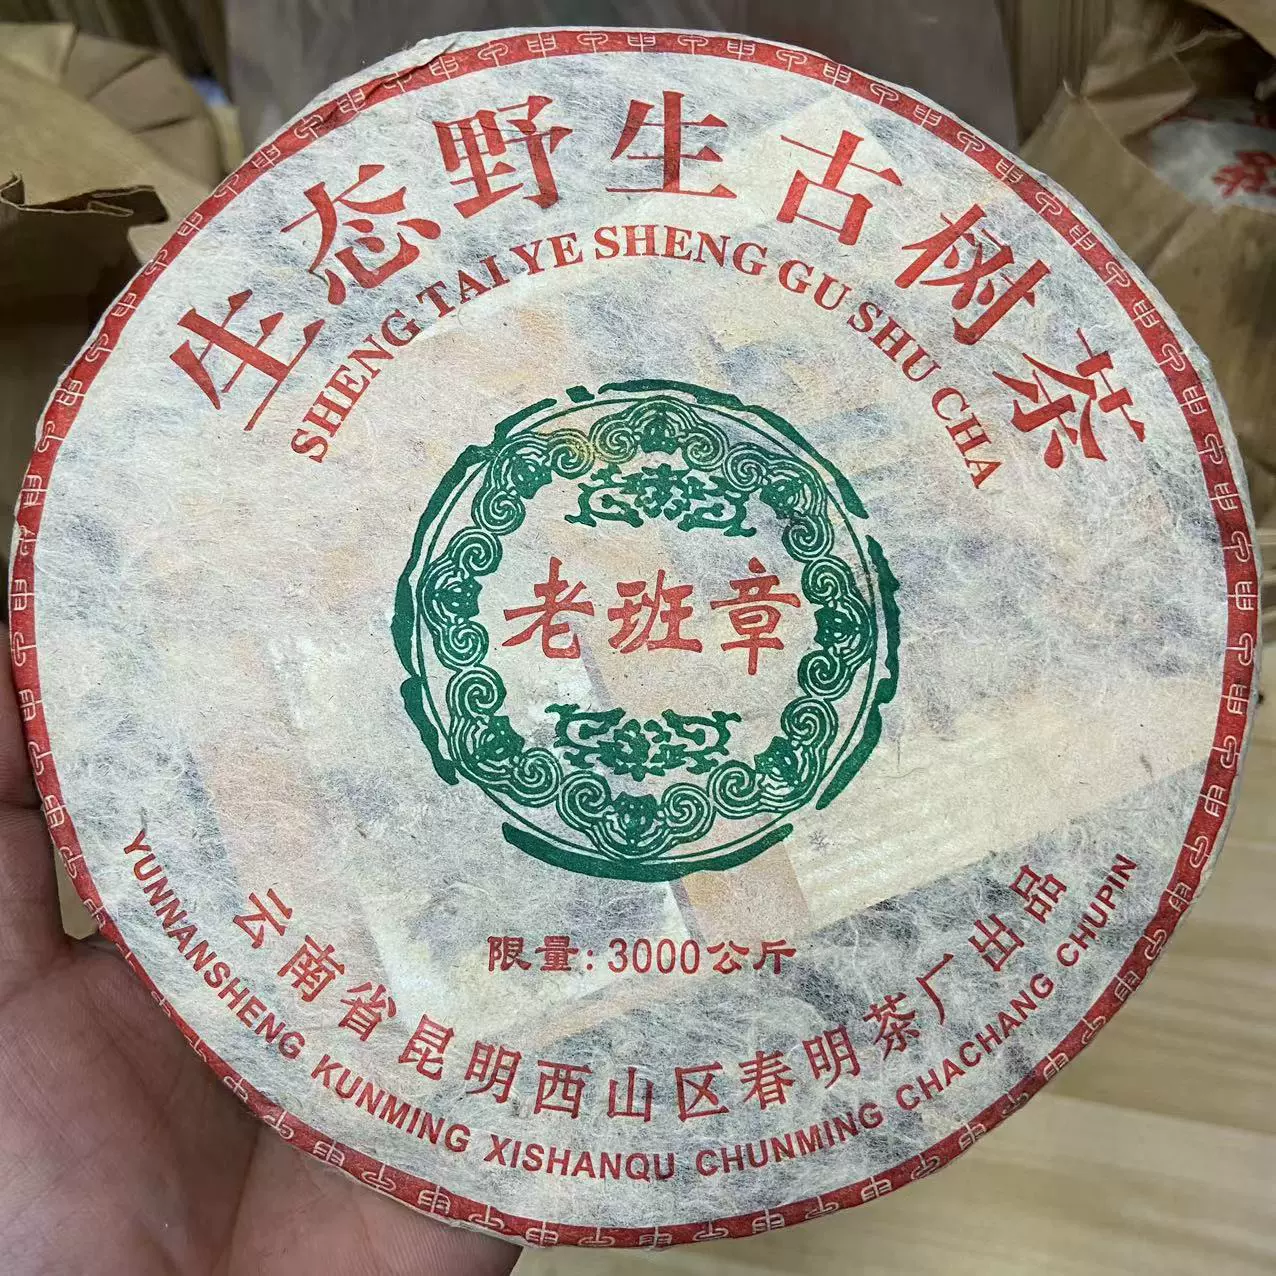 生态野生古树茶
SHENG TAI YE SHENG GU SHU CHA
老班章
限量: 3000公斤
云南省昆明西山区春明茶厂出品
YUNNANSHENG KUNMING XISHANQU CHUNMING CHACHANG CHUPIN